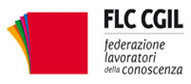 FLC CGIL
federazione
lavoratori
della conoscenza